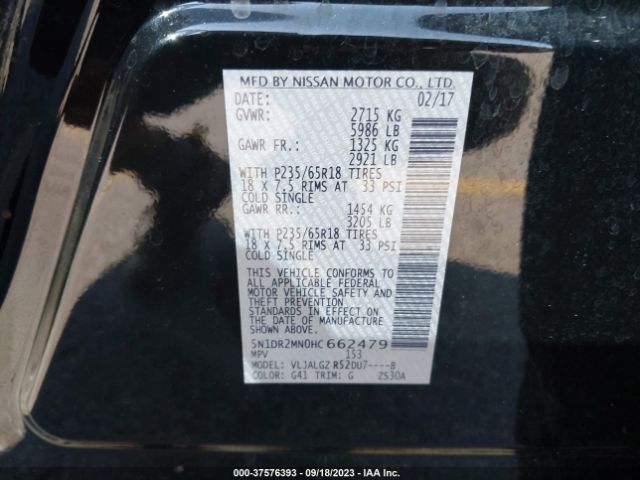 MFD BY NISSAN MOTOR CO., LTD.
DATE: 02/17
GVWR: 2715 KG
5986 LB
GAWR FR.: 1325 KG
2921 LB
WITH P235/65R18 TIRES
18 X 7.5 RIMS AT 33 PSI
COLD SINGLE
GAWR RR.: 1454 KG
3205 LB
WITH P235/65R18 TIRES
18 X 7.5 RIMS AT 33 PSI
COLD SINGLE
THIS VEHICLE CONFORMS TO
ALL APPLICABLE FEDERAL
MOTOR VEHICLE SAFETY AND
THEFT PREVENTION
STANDARDS IN EFFECT ON
THE DATE OF MANUFACTURE
SHOWN ABOVE.
5N1DR2MN0HC662479
MPV 153
MODEL: VLJALGZ R52DU7----B
COLOR: G41 TRIM: G ZS30A
000-37576393 - 09/18/2023 - IAA Inc.